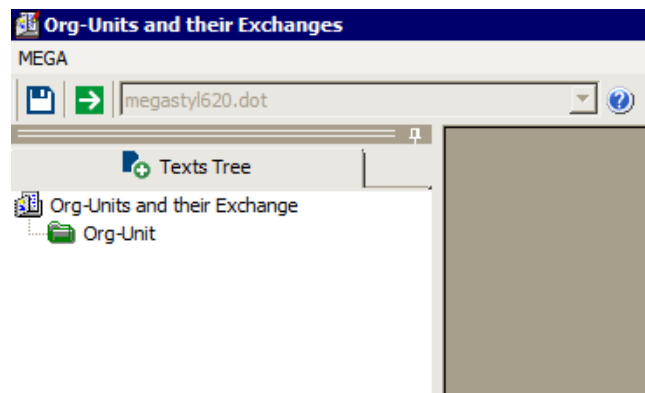 Org-Units and their Exchanges
MEGA
megastyl620.dot
Texts Tree
Org-Units and their Exchange
Org-Unit